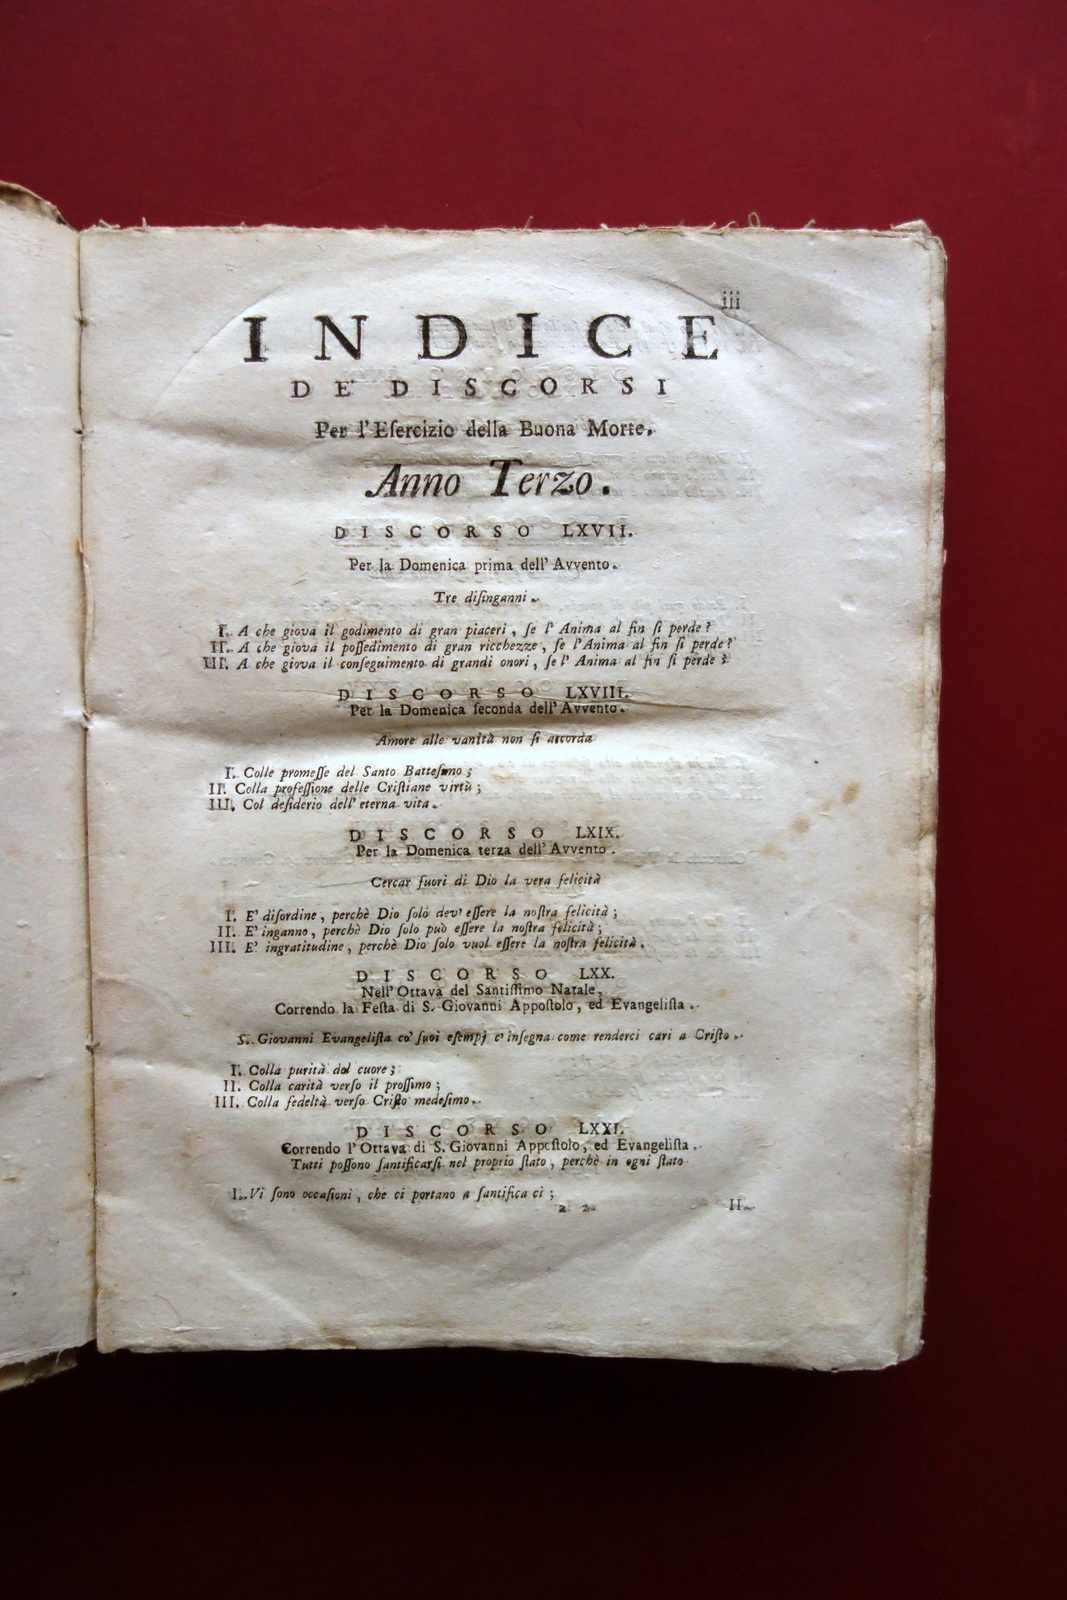 iii
INDICE
DE' DISCORSI
Per l'Eſercizio della Buona Morte.
Anno Terzo.
DISCORSO LXVII.
Per la Domenica prima dell' Avvento.
Tre diſinganni.
I. A che giova il godimento di gran piaceri, ſe l' Anima al fin ſi perde?
II. A che giova il poſſedimento di gran ricchezze, ſe l'Anima al fin ſi perde?
III. A che giova il conſeguimento di grandi onori, ſe l' Anima al fin ſi perde?
DISCORSO LXVIII.
Per la Domenica ſeconda dell' Avvento.
Amore alle vanità non ſi accorda
I. Colle promeſſe del Santo Batteſimo;
II. Colla profeſſione delle Criſtiane virtù;
III. Col deſiderio dell' eterna vita.
DISCORSO LXIX.
Per la Domenica terza dell' Avvento.
Cercar fuori di Dio la vera felicità
I. E' diſordine, perchè Dio ſolo dev' eſſere la noſtra felicità;
II. E' inganno, perchè Dio ſolo può eſſere la noſtra felicità;
III. E' ingratitudine, perchè Dio ſolo vuol eſſere la noſtra felicità.
DISCORSO LXX.
Nell' Ottava del Santiſſimo Natale.
Correndo la Feſta di S. Giovanni Appoſtolo, ed Evangeliſta.
S. Giovanni Evangeliſta co' ſuoi eſempj c' inſegna come renderci cari a Criſto.
I. Colla purità del cuore;
II. Colla carità verſo il proſſimo;
III. Colla fedeltà verſo Criſto medeſimo.
DISCORSO LXXI.
Correndo l'Ottava di S. Giovanni Appoſtolo, ed Evangeliſta.
Tutti poſſono ſantificarſi nel proprio ſtato, perchè in ogni ſtato
I. Vi ſono occaſioni, che ci portano a ſantifica ci;
a 2 II.